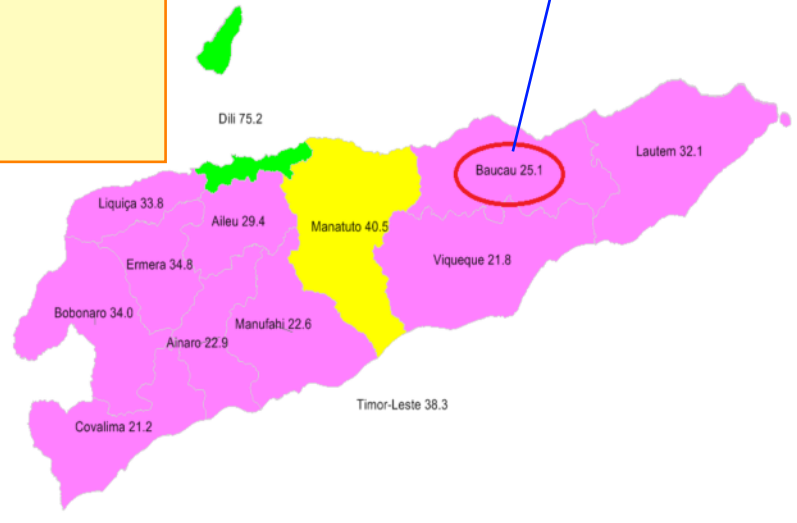 Dili 75.2
Lautem 32.1
Baucau 25.1
Liquiça 33.8
Aileu 29.4
Manatuto 40.5
Ermera 34.8
Viqueque 21.8
Bobonaro 34.0
Manufahi 22.6
Ainaro 22.9
Timor-Leste 38.3
Covalima 21.2